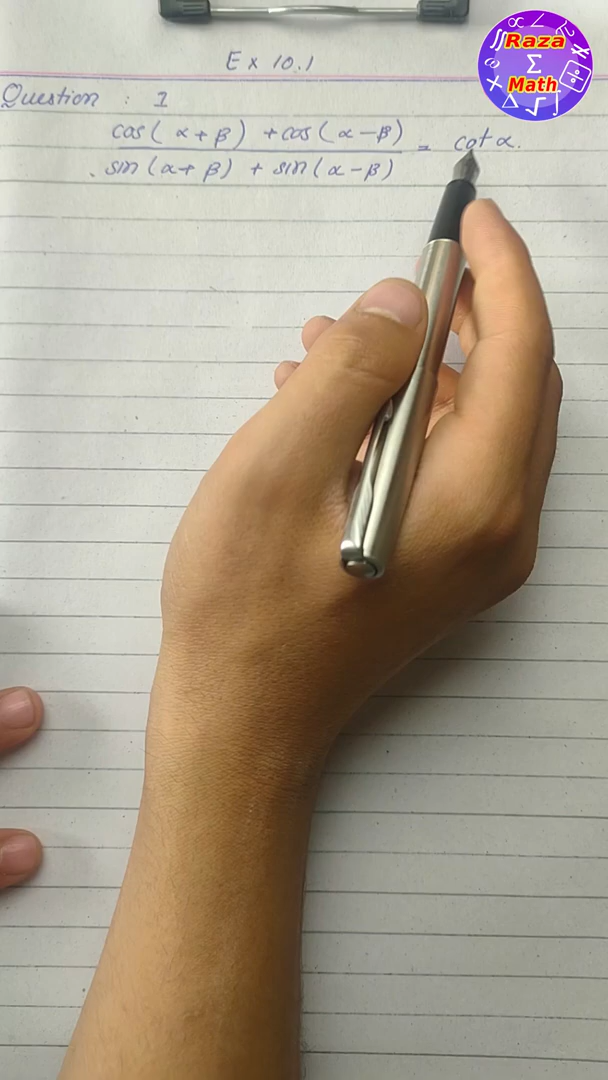 Raza
Math
Ex 10.1
Question : 1
cos( α+β ) + cos( α-β ) = cot α.
sin (α+ β) + sin( α-β)